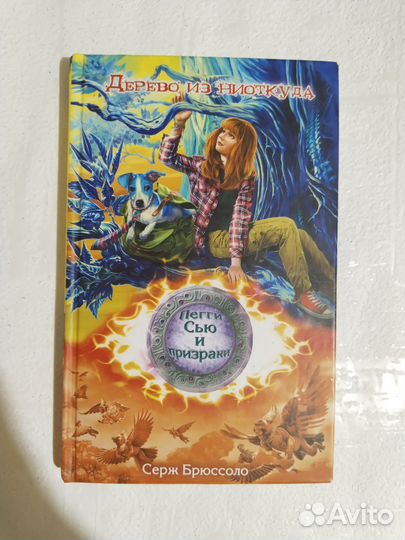 Дерево из ниоткуда
Пегги
Сью и
призраки
Серж Брюссоло
Avito